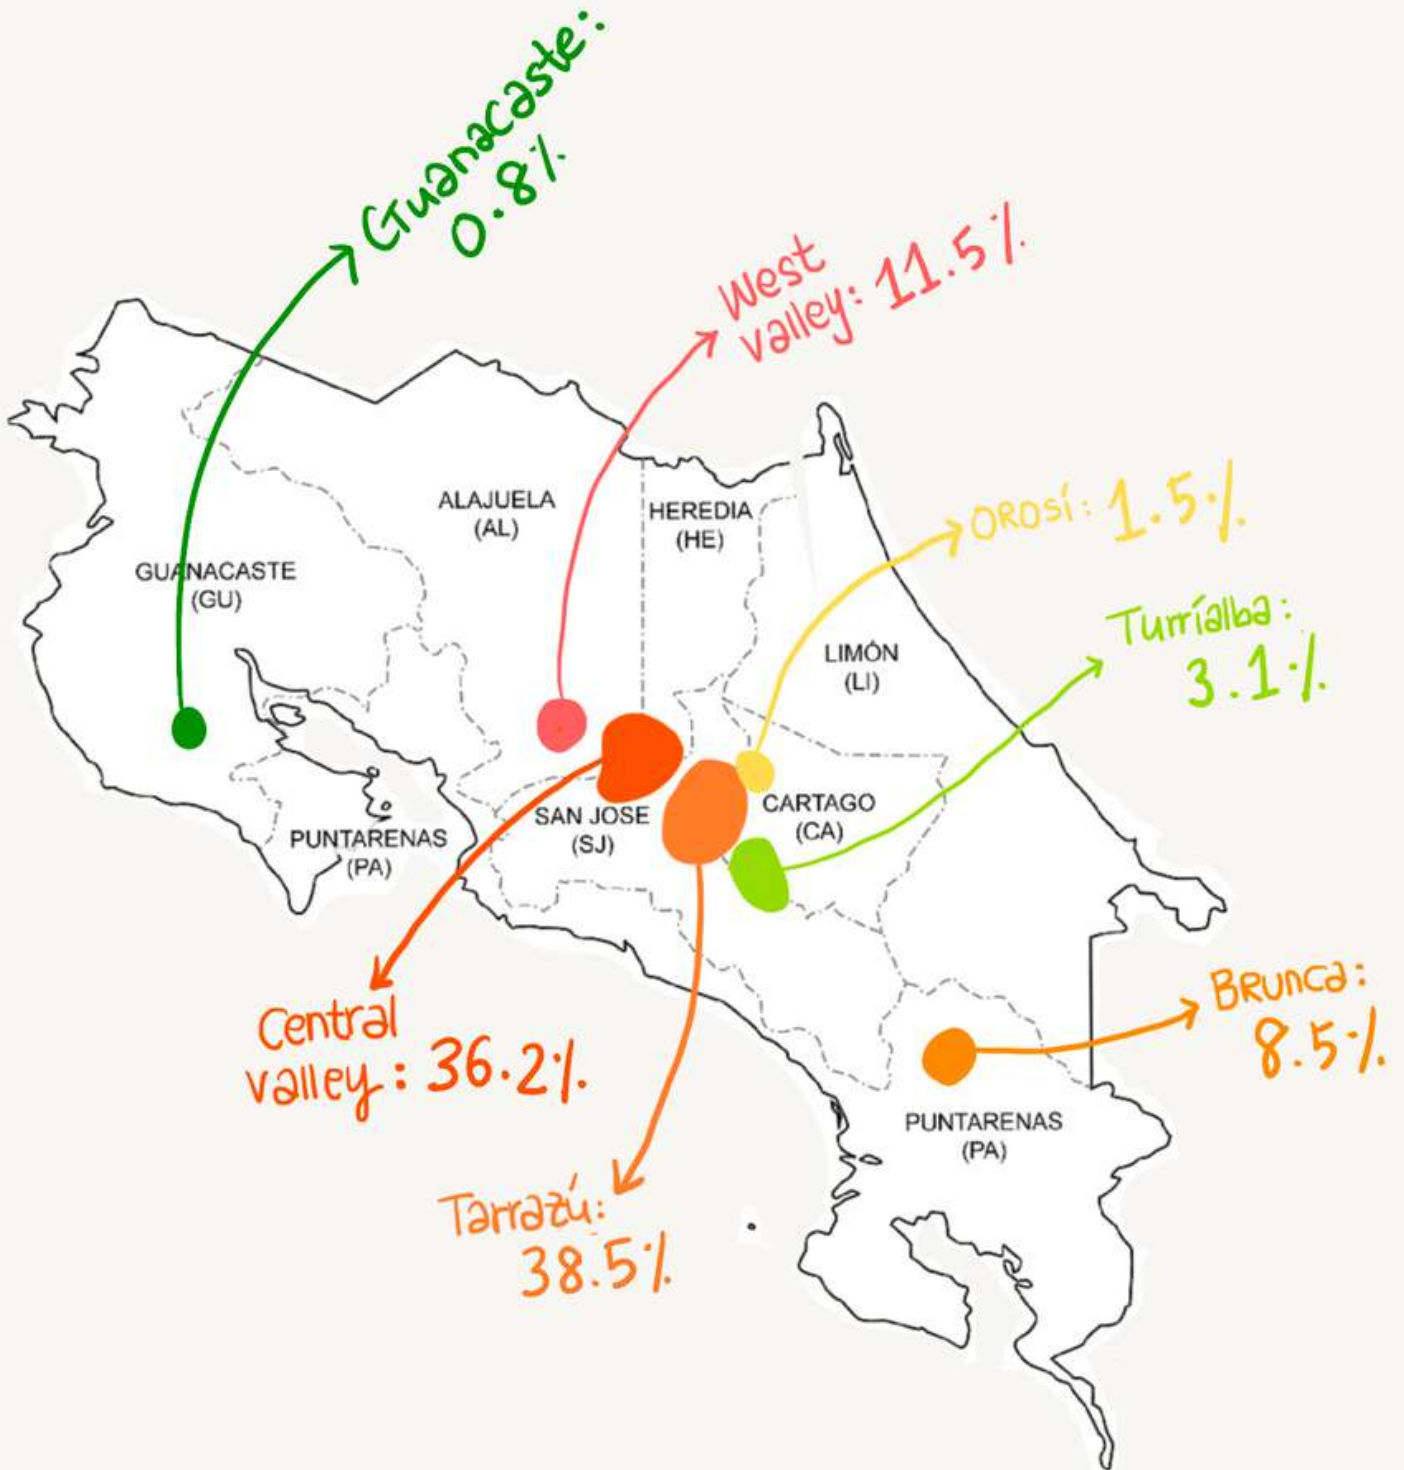 Guanacaste:
0.8%
West
valley: 11.5%
ALAJUELA
(AL)
HEREDIA
(HE)
OROSí: 1.5%
GUANACASTE
(GU)
Turríalba:
3.1%
LIMÓN
(LI)
SAN JOSE
(SJ)
CARTAGO
(CA)
PUNTARENAS
(PA)
Central
valley: 36.2%
BRUNCA:
8.5%
PUNTARENAS
(PA)
Tarrazú:
38.5%